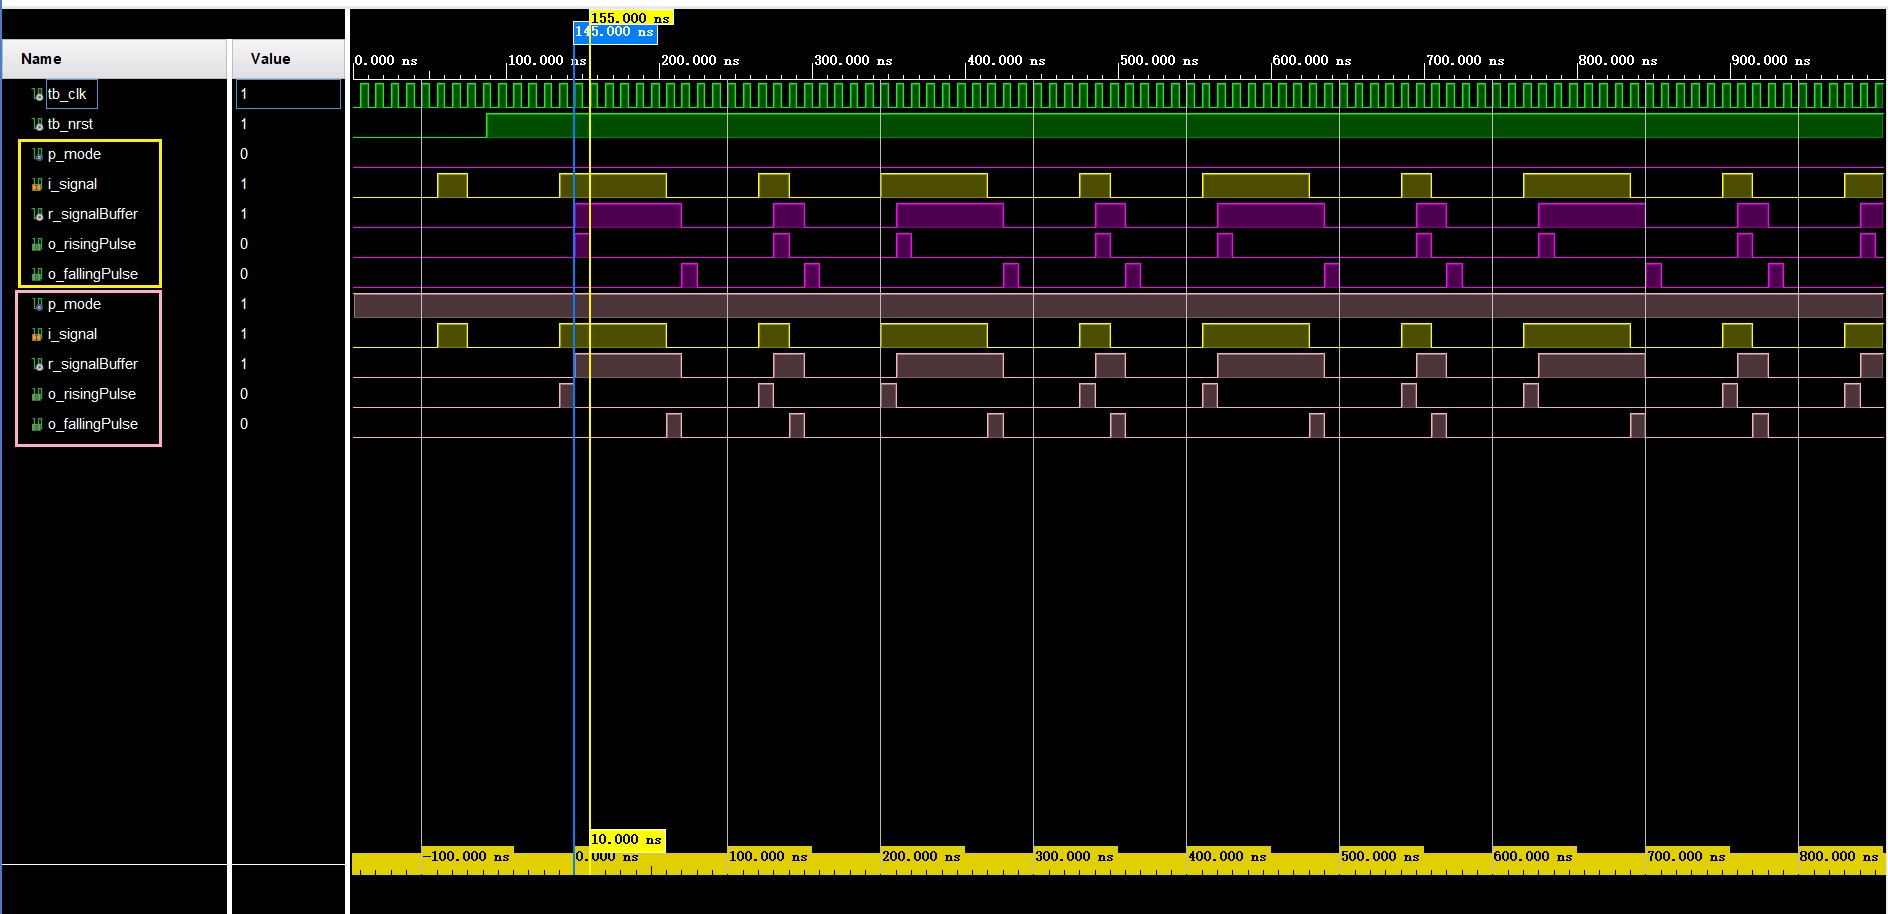 155.000 ns
145.000 ns
Name Value
0.000 ns 100.000 ns 200.000 ns 300.000 ns 400.000 ns 500.000 ns 600.000 ns 700.000 ns 800.000 ns 900.000 ns
tb_clk 1
tb_nrst 1
p_mode 0
i_signal 1
r_signalBuffer 1
o_risingPulse 0
o_fallingPulse 0
p_mode 1
i_signal 1
r_signalBuffer 1
o_risingPulse 0
o_fallingPulse 0
10.000 ns
-100.000 ns 0.000 ns 100.000 ns 200.000 ns 300.000 ns 400.000 ns 500.000 ns 600.000 ns 700.000 ns 800.000 ns